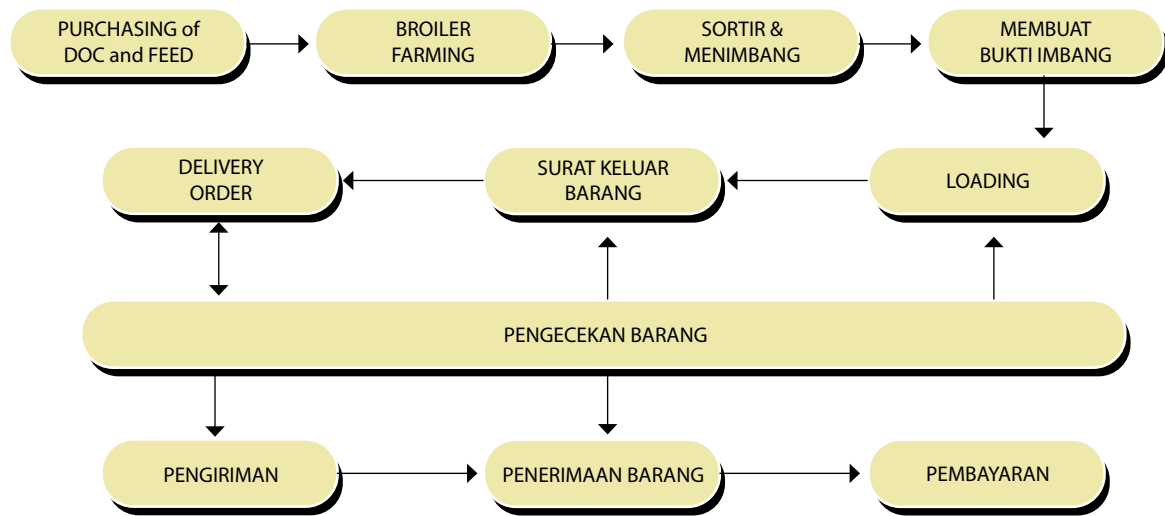 PURCHASING of
DOC and FEED
BROILER
FARMING
SORTIR &
MENIMBANG
MEMBUAT
BUKTI IMBANG
DELIVERY
ORDER
SURAT KELUAR
BARANG
LOADING
PENGECEKAN BARANG
PENGIRIMAN
PENERIMAAN BARANG
PEMBAYARAN